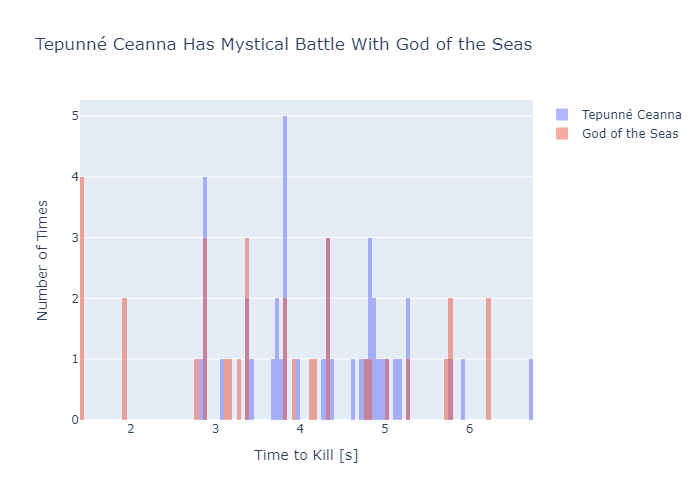 Tepunné Ceanna Has Mystical Battle With God of the Seas
Tepunné Ceanna
God of the Seas
Number of Times
5
4
3
2
1
0
2
3
4
5
6
Time to Kill [s]